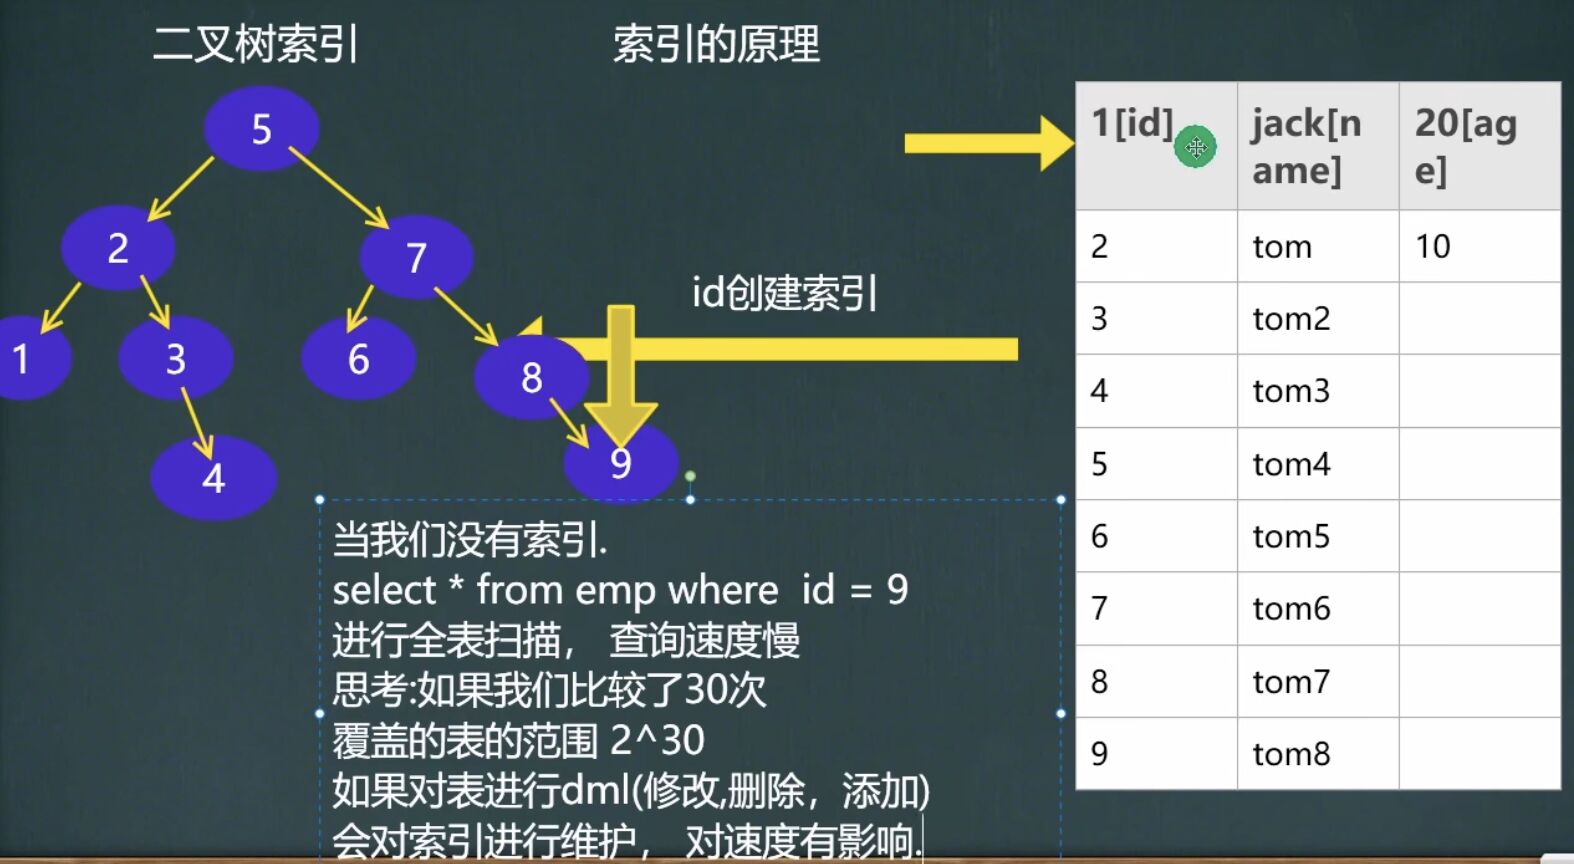 二叉树索引
索引的原理
5
2
7
1
3
6
8
4
9
id创建索引
当我们没有索引.
select * from emp where id = 9
进行全表扫描， 查询速度慢
思考:如果我们比较了30次
覆盖的表的范围 2^30
如果对表进行dml(修改,删除，添加)
会对索引进行维护， 对速度有影响.
1[id] jack[n 20[ag
ame] e]
2 tom 10
3 tom2
4 tom3
5 tom4
6 tom5
7 tom6
8 tom7
9 tom8